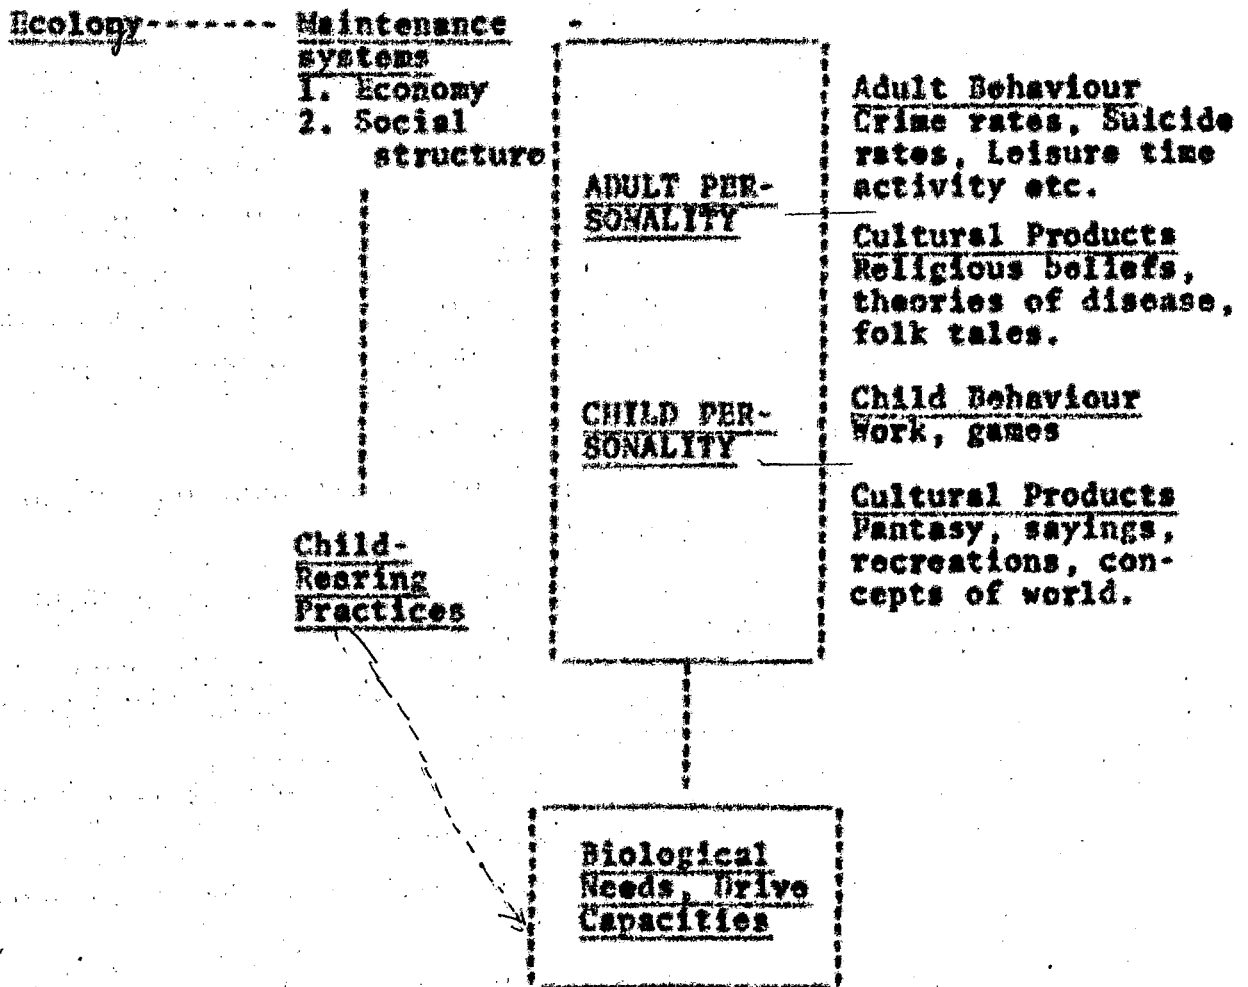 Ecology------- Maintenance
systems
1. Economy
2. Social
structure
ADULT PER-
SONALITY
CHILD PER-
SONALITY
Adult Behaviour
Crime rates, Suicide
rates, Leisure time
activity etc.
Cultural Products
Religious beliefs,
theories of disease,
folk tales.
Child Behaviour
Work, games
Cultural Products
Fantasy, sayings,
recreations, con-
cepts of world.
Child-
Rearing
Practices
Biological
Needs, Drive
Capacities